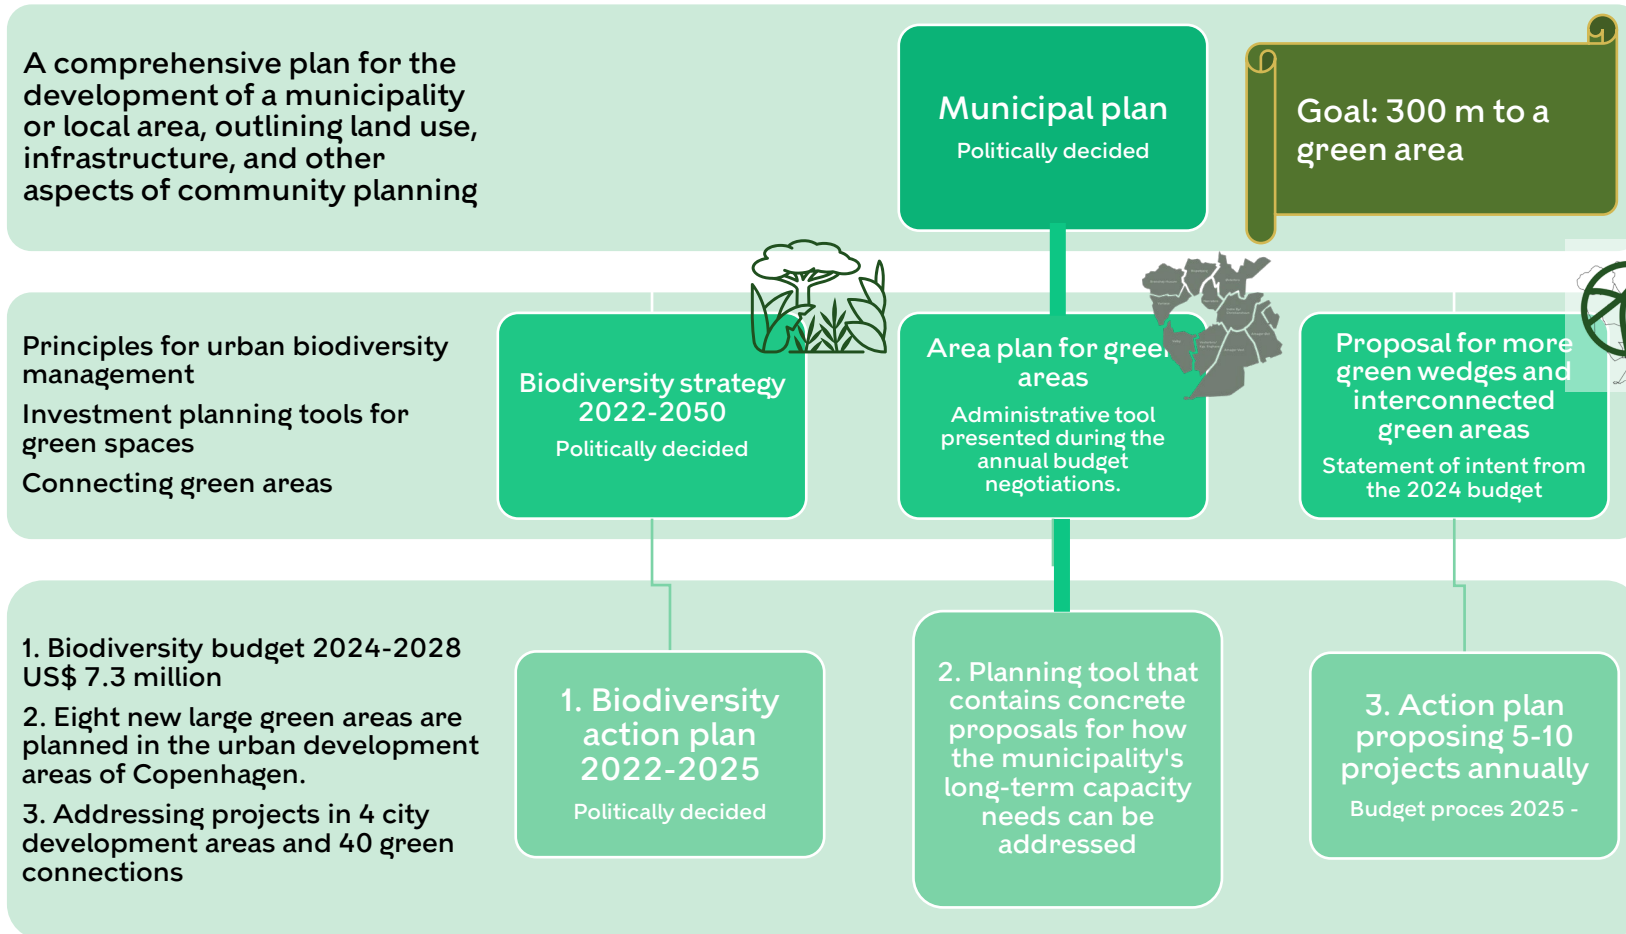 A comprehensive plan for the
development of a municipality
or local area, outlining land use,
infrastructure, and other
aspects of community planning
Municipal plan
Politically decided
Goal: 300 m to a
green area
Principles for urban biodiversity
management
Investment planning tools for
green spaces
Connecting green areas
Biodiversity strategy
2022-2050
Politically decided
Area plan for green
areas
Administrative tool
presented during the
annual budget
negotiations.
Proposal for more
green wedges and
interconnected
green areas
Statement of intent from
the 2024 budget
1. Biodiversity budget 2024-2028
US$ 7.3 million
2. Eight new large green areas are
planned in the urban development
areas of Copenhagen.
3. Addressing projects in 4 city
development areas and 40 green
connections
1. Biodiversity
action plan
2022-2025
Politically decided
2. Planning tool that
contains concrete
proposals for how
the municipality's
long-term capacity
needs can be
addressed
3. Action plan
proposing 5-10
projects annually
Budget proces 2025 -